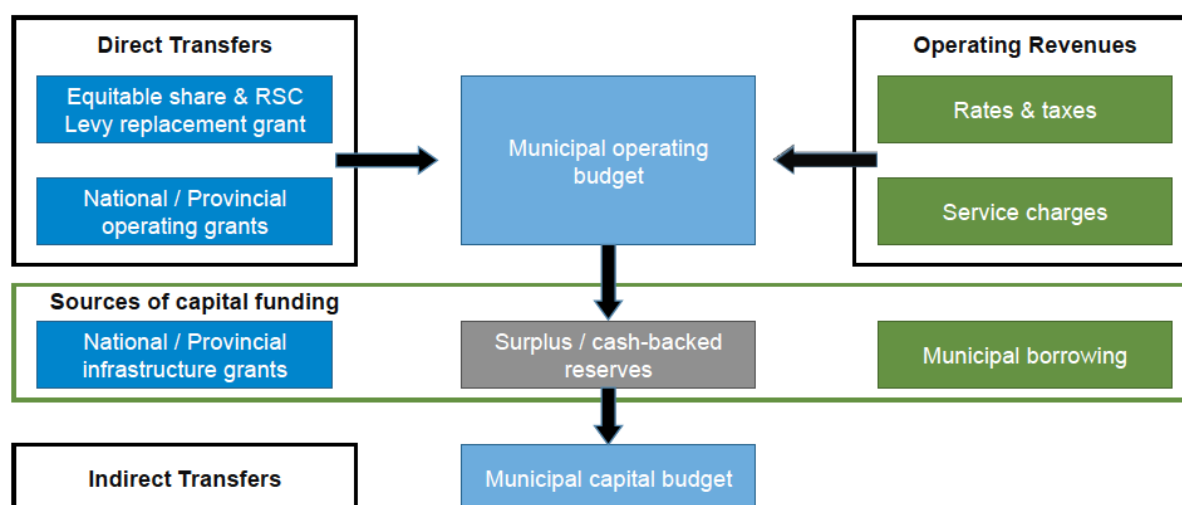 Direct Transfers
Equitable share & RSC
Levy replacement grant
National / Provincial
operating grants
Municipal operating
budget
Operating Revenues
Rates & taxes
Service charges
Sources of capital funding
National / Provincial
infrastructure grants
Surplus / cash-backed
reserves
Municipal borrowing
Indirect Transfers
Municipal capital budget